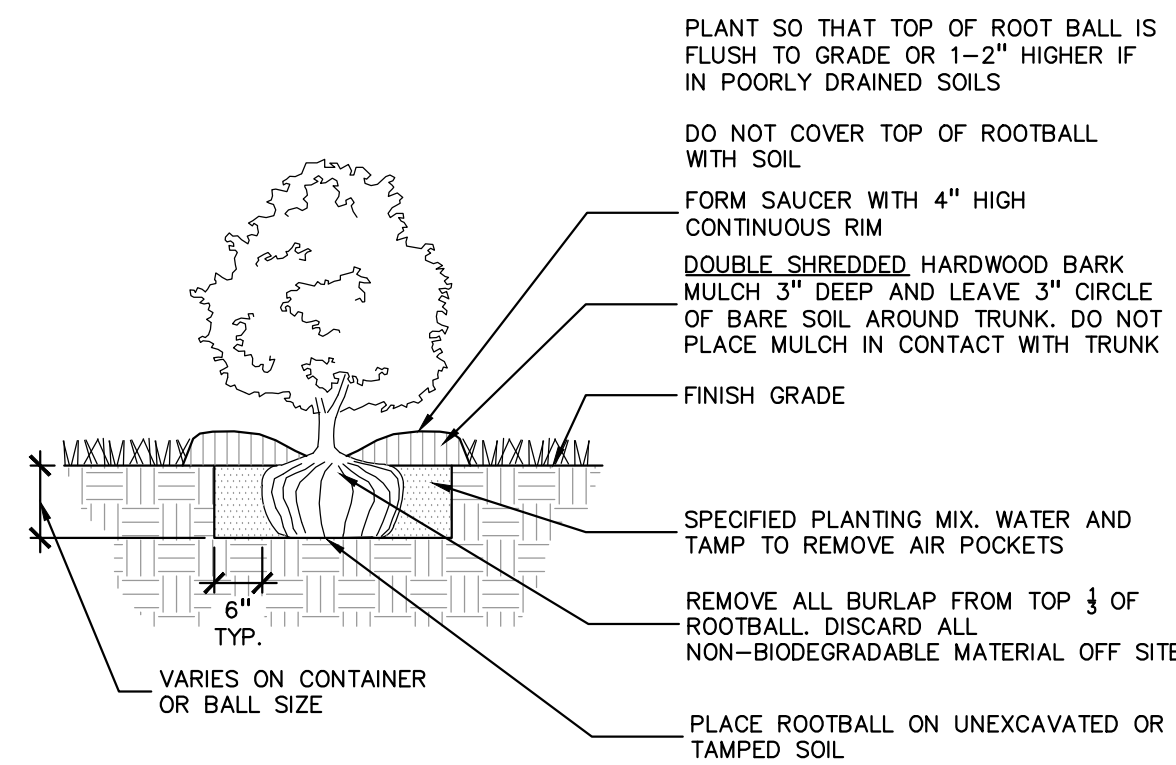 PLANT SO THAT TOP OF ROOT BALL IS
FLUSH TO GRADE OR 1-2" HIGHER IF
IN POORLY DRAINED SOILS
DO NOT COVER TOP OF ROOTBALL
WITH SOIL
FORM SAUCER WITH 4" HIGH
CONTINUOUS RIM
DOUBLE SHREDDED HARDWOOD BARK
MULCH 3" DEEP AND LEAVE 3" CIRCLE
OF BARE SOIL AROUND TRUNK. DO NOT
PLACE MULCH IN CONTACT WITH TRUNK
FINISH GRADE
SPECIFIED PLANTING MIX. WATER AND
TAMP TO REMOVE AIR POCKETS
REMOVE ALL BURLAP FROM TOP 1/3 OF
ROOTBALL. DISCARD ALL
NON-BIODEGRADABLE MATERIAL OFF SITE
PLACE ROOTBALL ON UNEXCAVATED OR
TAMPED SOIL
6"
TYP.
VARIES ON CONTAINER
OR BALL SIZE